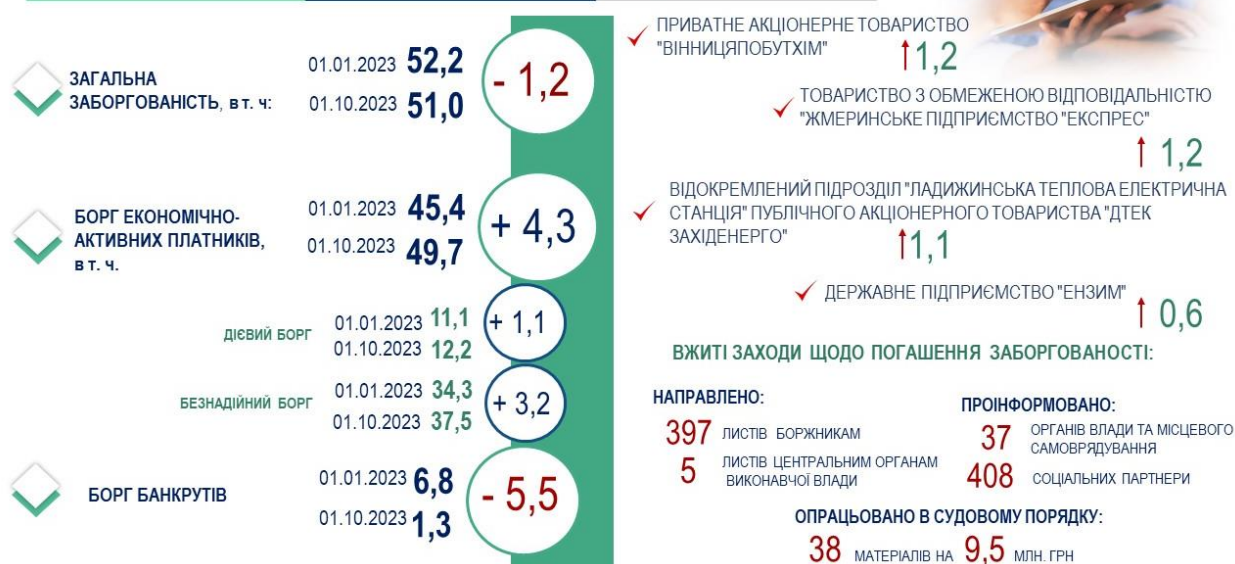 ЗАГАЛЬНА
ЗАБОРГОВАНІСТЬ, в т. ч:
01.01.2023 52,2
01.10.2023 51,0
- 1,2
БОРГ ЕКОНОМІЧНО-
АКТИВНИХ ПЛАТНИКІВ,
в т. ч.
01.01.2023 45,4
01.10.2023 49,7
+ 4,3
ДІЄВИЙ БОРГ
01.01.2023 11,1
01.10.2023 12,2
+ 1,1
БЕЗНАДІЙНИЙ БОРГ
01.01.2023 34,3
01.10.2023 37,5
+ 3,2
БОРГ БАНКРУТІВ
01.01.2023 6,8
01.10.2023 1,3
- 5,5
ПРИВАТНЕ АКЦІОНЕРНЕ ТОВАРИСТВО
"ВІННИЦЯПОБУТХІМ"
1,2
ТОВАРИСТВО З ОБМЕЖЕНОЮ ВІДПОВІДАЛЬНІСТЮ
"ЖМЕРИНСЬКЕ ПІДПРИЄМСТВО "ЕКСПРЕС"
1,2
ВІДОКРЕМЛЕНИЙ ПІДРОЗДІЛ "ЛАДИЖИНСЬКА ТЕПЛОВА ЕЛЕКТРИЧНА
СТАНЦІЯ" ПУБЛІЧНОГО АКЦІОНЕРНОГО ТОВАРИСТВА "ДТЕК
ЗАХІДЕНЕРГО"
1,1
ДЕРЖАВНЕ ПІДПРИЄМСТВО "ЕНЗИМ"
0,6
ВЖИТІ ЗАХОДИ ЩОДО ПОГАШЕННЯ ЗАБОРГОВАНОСТІ:
НАПРАВЛЕНО:
397 ЛИСТІВ БОРЖНИКАМ
5 ЛИСТІВ ЦЕНТРАЛЬНИМ ОРГАНАМ
ВИКОНАВЧОЇ ВЛАДИ
ПРОІНФОРМОВАНО:
37 ОРГАНІВ ВЛАДИ ТА МІСЦЕВОГО
САМОВРЯДУВАННЯ
408 СОЦІАЛЬНИХ ПАРТНЕРИ
ОПРАЦЬОВАНО В СУДОВОМУ ПОРЯДКУ:
38 МАТЕРІАЛІВ НА 9,5 МЛН. ГРН